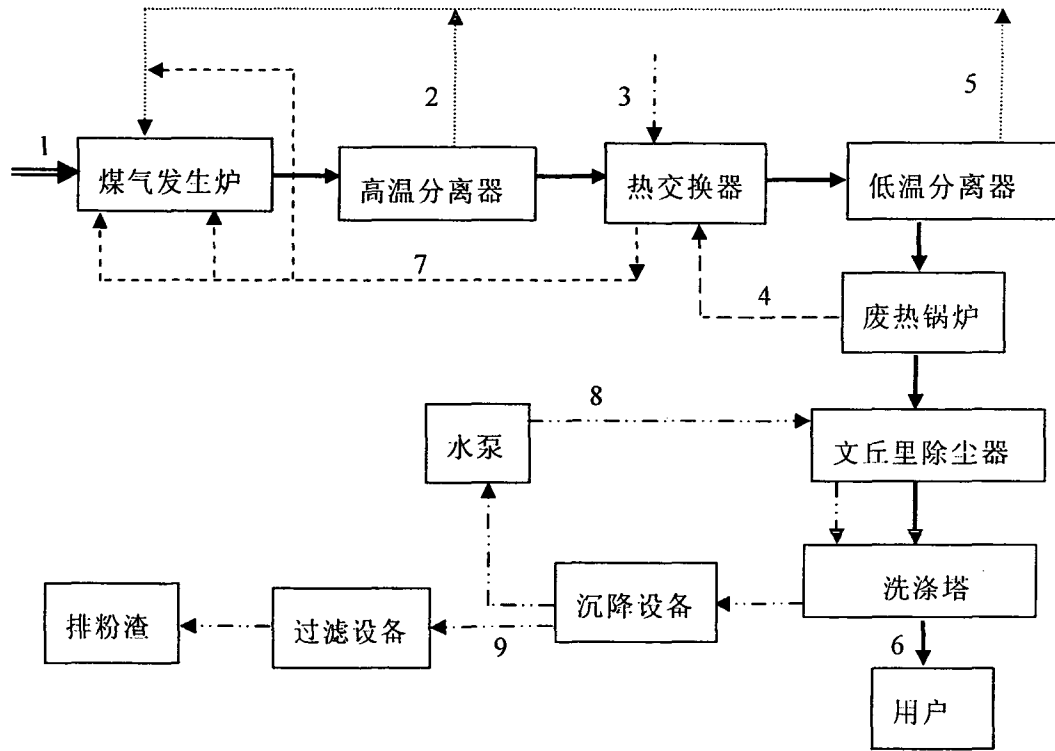 2
3
5
1
煤气发生炉
高温分离器
热交换器
低温分离器
7
4
废热锅炉
8
水泵
文丘里除尘器
洗涤塔
沉降设备
过滤设备
排粉渣
9
6
用户